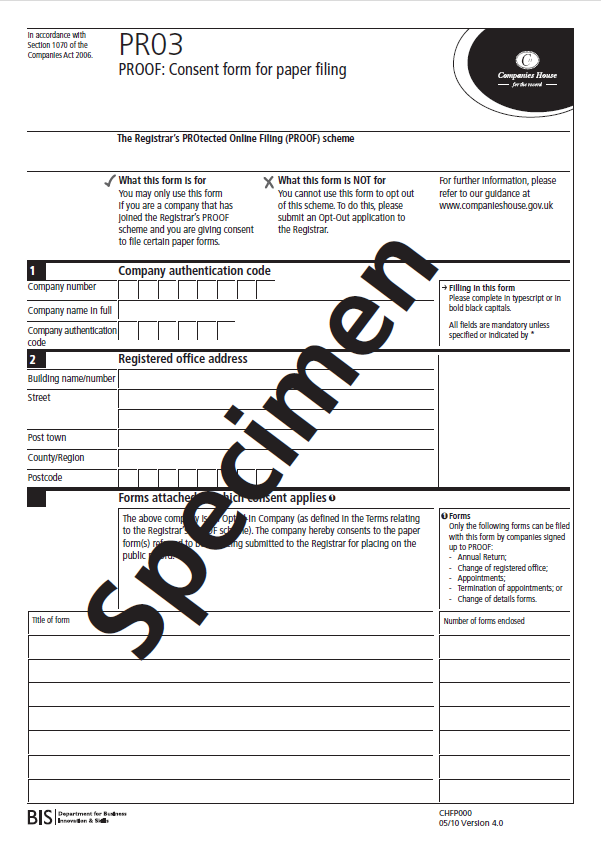 In accordance with
Section 1070 of the
Companies Act 2006.
PR03
PROOF: Consent form for paper filing
Companies House
for the record
The Registrar's PROtected Online Filing (PROOF) scheme
What this form is for
You may only use this form
if you are a company that has
joined the Registrar's PROOF
scheme and you are giving consent
to file certain paper forms.
What this form is NOT for
You cannot use this form to opt out
of this scheme. To do this, please
submit an Opt-Out application to
the Registrar.
For further information, please
refer to our guidance at
www.companieshouse.gov.uk
1
Company authentication code
Company number
Company name in full
Company authentication
code
→ Filling in this form
Please complete in typescript or in
bold black capitals.
All fields are mandatory unless
specified or indicated by *
2
Registered office address
Building name/number
Street
Post town
County/Region
Postcode
Forms attached which consent applies 1
The above company is Opted-In Company (as defined in the Terms relating
to the Registrar's scheme). The company hereby consents to the paper
form(s) referred to being submitted to the Registrar for placing on the
public record.
1 Forms
Only the following forms can be filed
with this form by companies signed
up to PROOF:
- Annual Return;
- Change of registered office;
- Appointments;
- Termination of appointments; or
- Change of details forms.
Title of form
Number of forms enclosed
Specimen
BIS
Department for Business
Innovation & Skills
CHFP000
05/10 Version 4.0